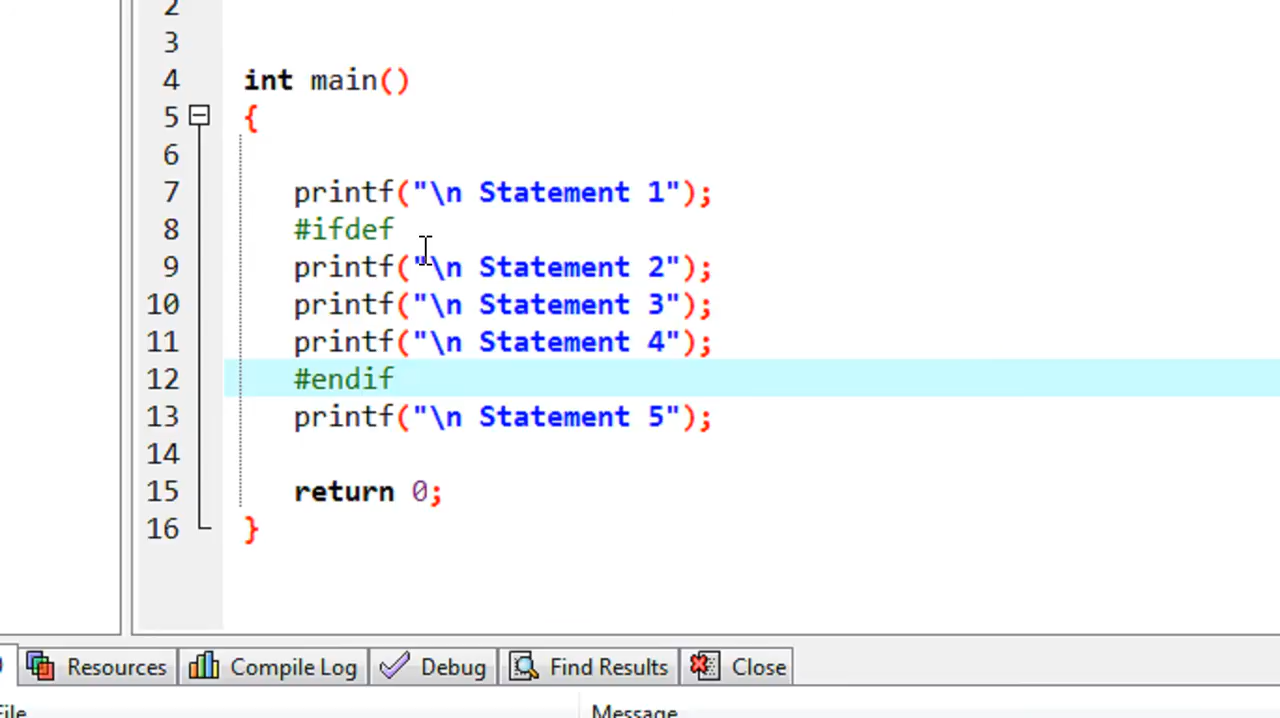 2
3
4 int main()
5 {
6
7 printf("\n Statement 1");
8 #ifdef
9 printf("\n Statement 2");
10 printf("\n Statement 3");
11 printf("\n Statement 4");
12 #endif
13 printf("\n Statement 5");
14
15 return 0;
16 }
Resources Compile Log Debug Find Results Close
File Message